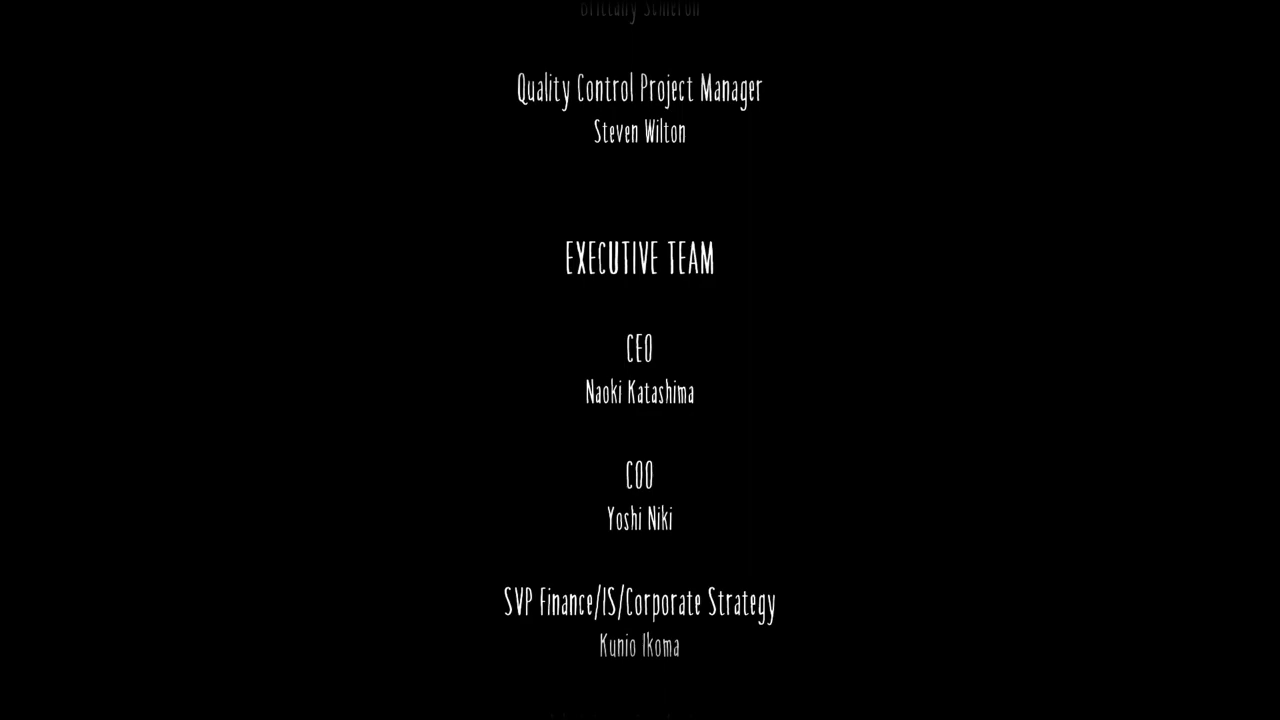 Quality Control Project Manager
Steven Wilton
EXECUTIVE TEAM
CEO
Naoki Katashima
COO
Yoshi Niki
SVP Finance/IS/Corporate Strategy
Kunio Ikoma